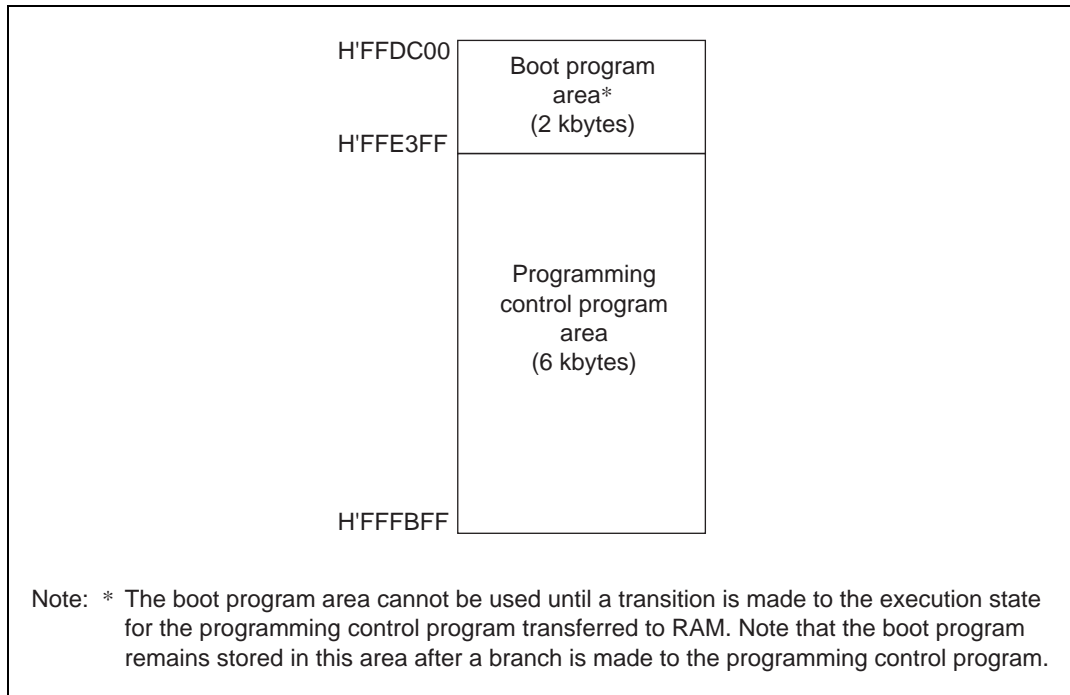 H'FFDC00
Boot program
area*
(2 kbytes)
H'FFE3FF
Programming
control program
area
(6 kbytes)
H'FFFBFF
Note: * The boot program area cannot be used until a transition is made to the execution state
for the programming control program transferred to RAM. Note that the boot program
remains stored in this area after a branch is made to the programming control program.